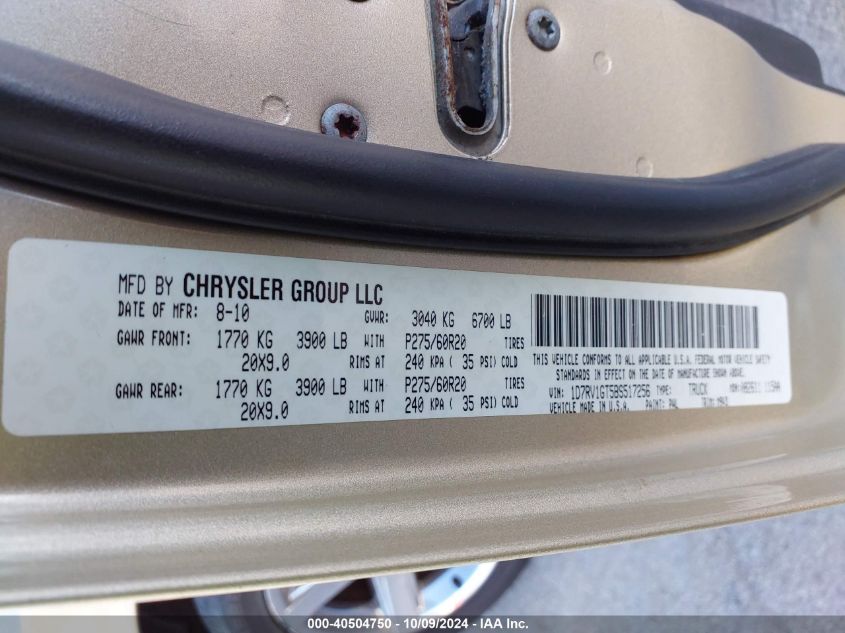 MFD BY CHRYSLER GROUP LLC
DATE OF MFR: 8-10 GVWR: 3040 KG 6700 LB
GAWR FRONT: 1770 KG 3900 LB WITH P275/60R20 TIRES
20X9.0 RIMS AT 240 KPA ( 35 PSI) COLD
GAWR REAR: 1770 KG 3900 LB WITH P275/60R20 TIRES
20X9.0 RIMS AT 240 KPA ( 35 PSI) COLD
THIS VEHICLE CONFORMS TO ALL APPLICABLE U.S.A. FEDERAL MOTOR VEHICLE SAFETY
STANDARDS IN EFFECT ON THE DATE OF MANUFACTURE SHOWN ABOVE.
VIN: 1D7RV1GT5BS517256 TYPE: TRUCK
VEHICLE MADE IN U.S.A. PAINT: PHL TRIM:
000-40504750 - 10/09/2024 - IAA Inc.